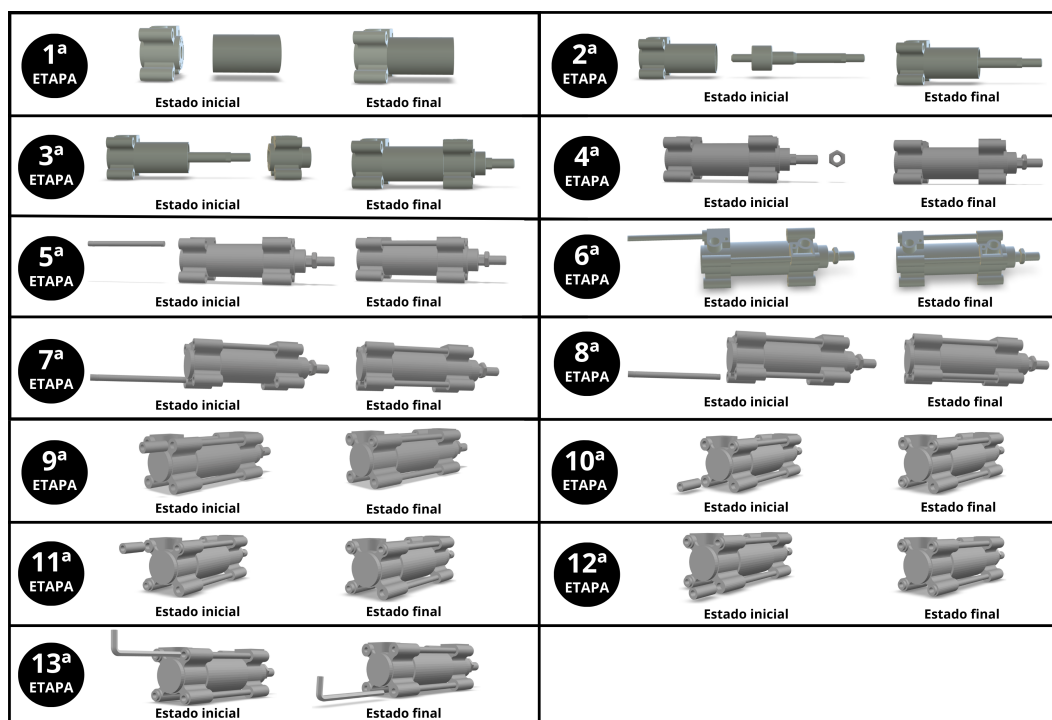 1ª
ETAPA
Estado inicial
Estado final
2ª
ETAPA
Estado inicial
Estado final
3ª
ETAPA
Estado inicial
Estado final
4ª
ETAPA
Estado inicial
Estado final
5ª
ETAPA
Estado inicial
Estado final
6ª
ETAPA
Estado inicial
Estado final
7ª
ETAPA
Estado inicial
Estado final
8ª
ETAPA
Estado inicial
Estado final
9ª
ETAPA
Estado inicial
Estado final
10ª
ETAPA
Estado inicial
Estado final
11ª
ETAPA
Estado inicial
Estado final
12ª
ETAPA
Estado inicial
Estado final
13ª
ETAPA
Estado inicial
Estado final